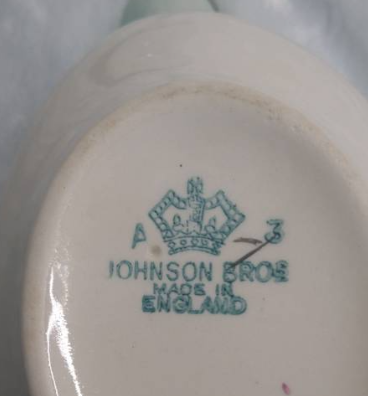 A 3
JOHNSON BROS
MADE IN
ENGLAND